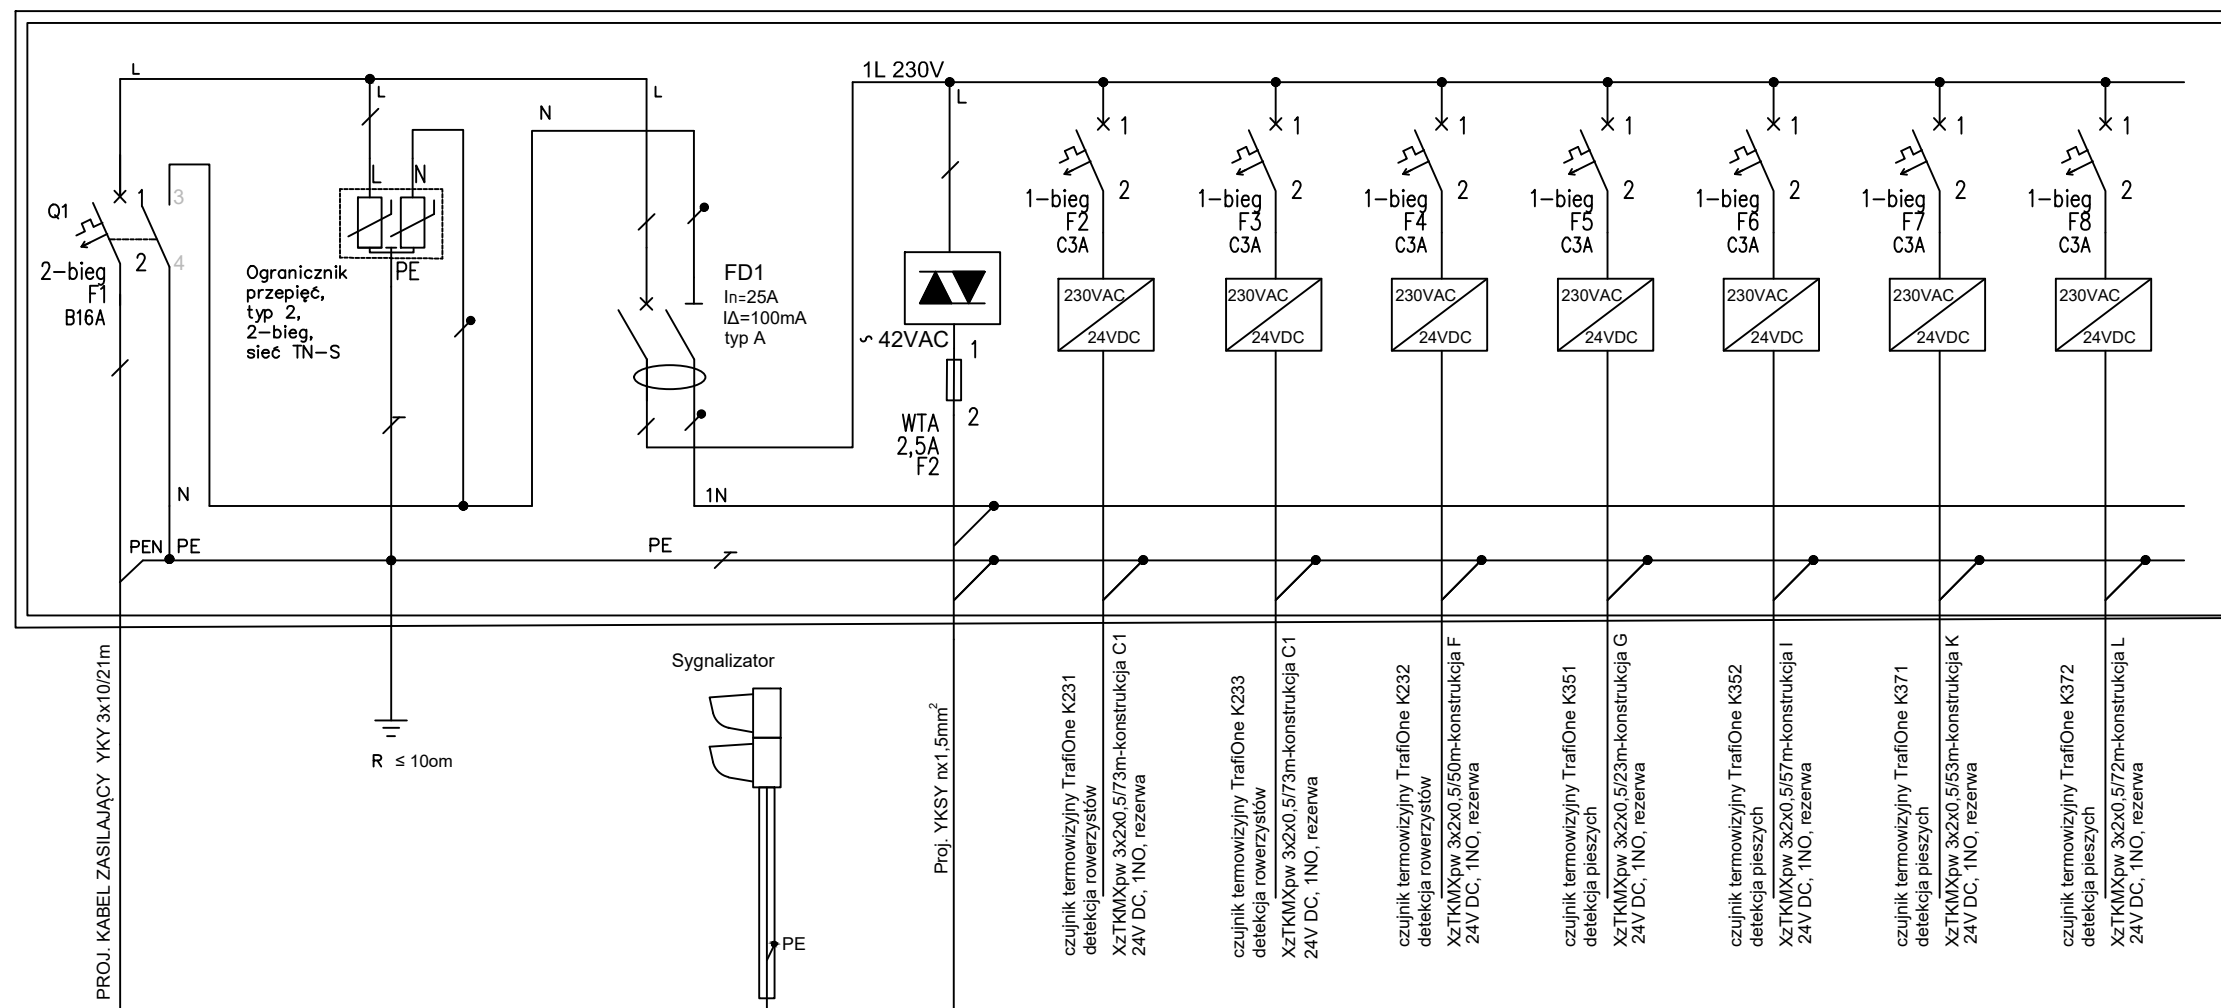 L
L
L
N
1L 230V
L
Q1
1
3
2
4
2-bieg
F1
B16A
L
N
PE
Ogranicznik
przepięć,
typ 2,
2-bieg,
sieć TN-S
FD1
In=25A
I∆=100mA
typ A
~ 42VAC
1
2
WTA
2,5A
F2
1
2
1-bieg
F2
C3A
230VAC
24VDC
1
2
1-bieg
F3
C3A
230VAC
24VDC
1
2
1-bieg
F4
C3A
230VAC
24VDC
1
2
1-bieg
F5
C3A
230VAC
24VDC
1
2
1-bieg
F6
C3A
230VAC
24VDC
1
2
1-bieg
F7
C3A
230VAC
24VDC
1
2
1-bieg
F8
C3A
230VAC
24VDC
N
1N
PEN
PE
PE
PROJ. KABEL ZASILAJĄCY YKY 3x10/21m
R ≤ 10om
Sygnalizator
PE
Proj. YKSY nx1,5mm²
czujnik termowizyjny TrafiOne K231
detekcja rowerzystów
XzTKMXpw 3x2x0,5/73m-konstrukcja C1
24V DC, 1NO, rezerwa
czujnik termowizyjny TrafiOne K233
detekcja rowerzystów
XzTKMXpw 3x2x0,5/73m-konstrukcja C1
24V DC, 1NO, rezerwa
czujnik termowizyjny TrafiOne K232
detekcja rowerzystów
XzTKMXpw 3x2x0,5/50m-konstrukcja F
24V DC, 1NO, rezerwa
czujnik termowizyjny TrafiOne K351
detekcja pieszych
XzTKMXpw 3x2x0,5/23m-konstrukcja G
24V DC, 1NO, rezerwa
czujnik termowizyjny TrafiOne K352
detekcja pieszych
XzTKMXpw 3x2x0,5/57m-konstrukcja I
24V DC, 1NO, rezerwa
czujnik termowizyjny TrafiOne K371
detekcja pieszych
XzTKMXpw 3x2x0,5/53m-konstrukcja K
24V DC, 1NO, rezerwa
czujnik termowizyjny TrafiOne K372
detekcja pieszych
XzTKMXpw 3x2x0,5/72m-konstrukcja L
24V DC, 1NO, rezerwa